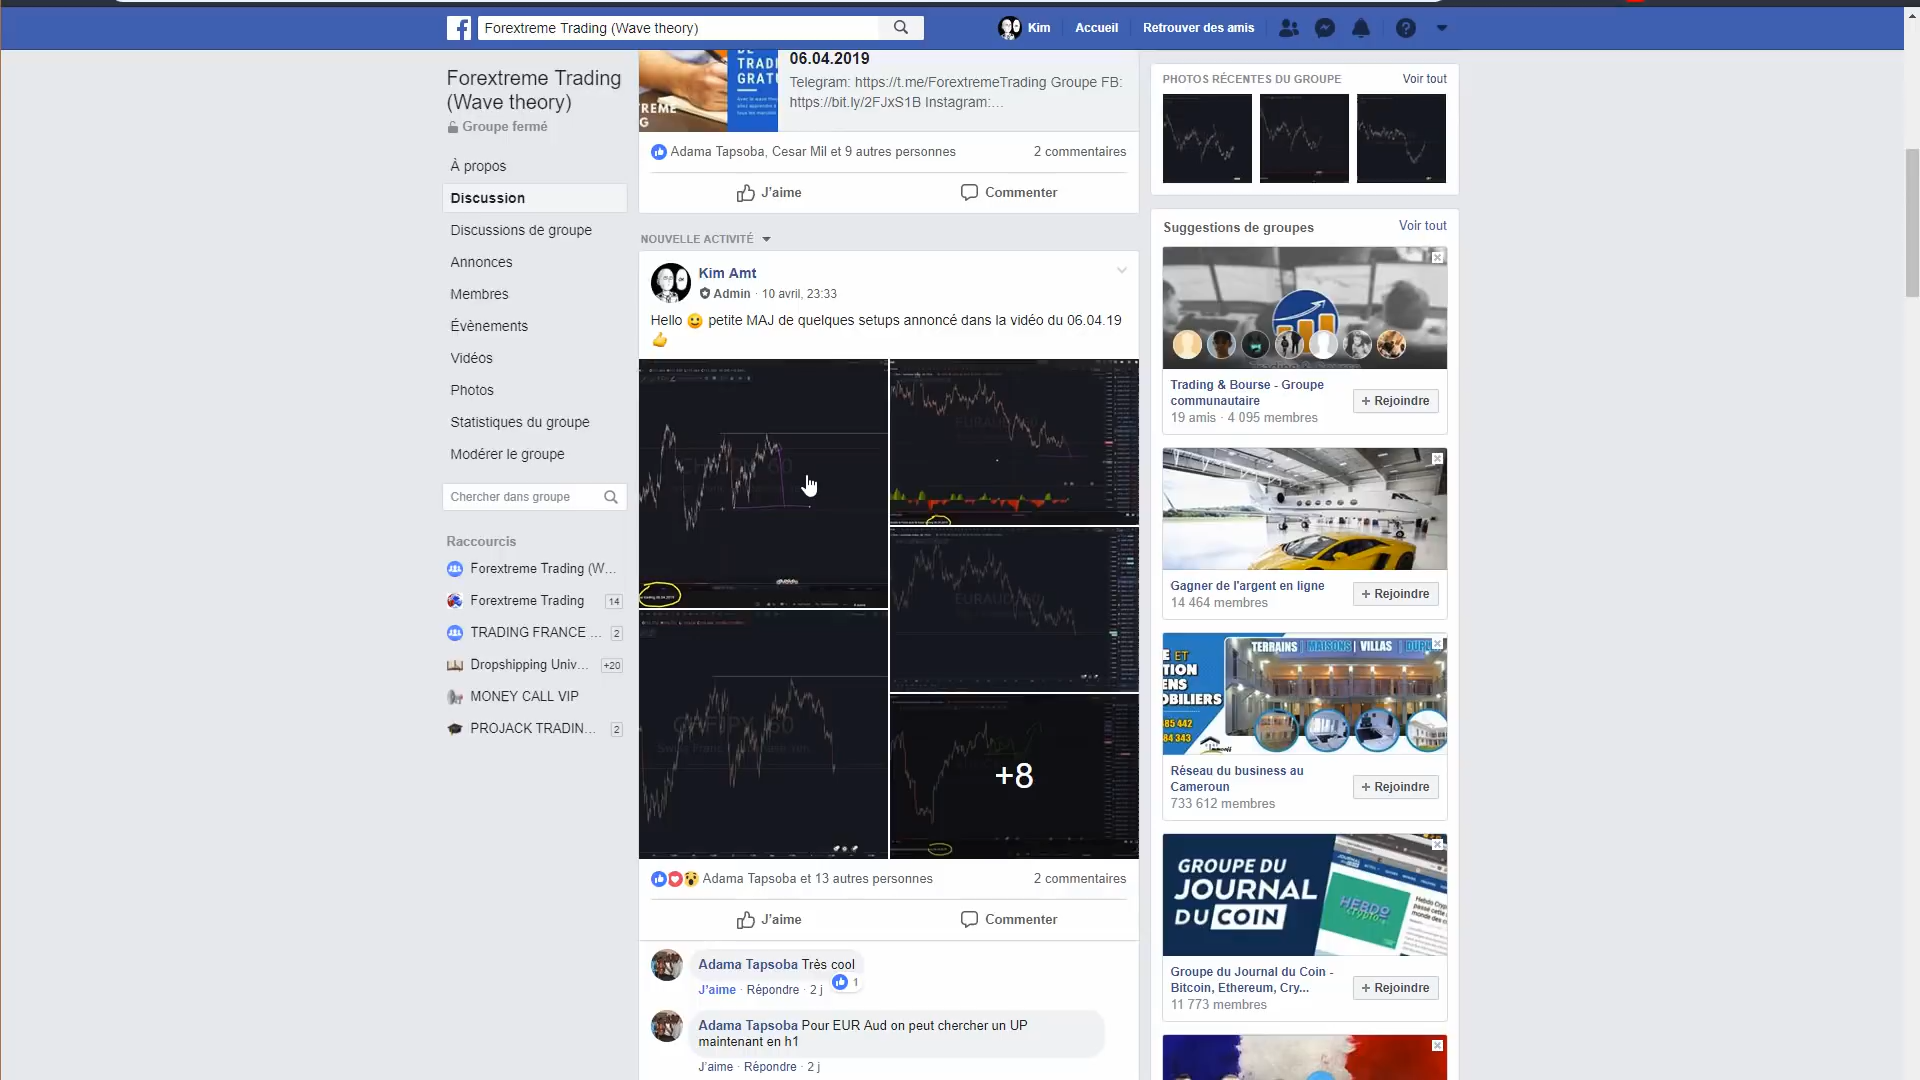 Forextreme Trading (Wave theory)
Kim
Accueil
Retrouver des amis
Forextreme Trading
(Wave theory)
Groupe fermé
À propos
Discussion
Discussions de groupe
Annonces
Membres
Évènements
Vidéos
Photos
Statistiques du groupe
Modérer le groupe
Chercher dans groupe
Raccourcis
Forextreme Trading (W...
Forextreme Trading 14
TRADING FRANCE ... 2
Dropshipping Univ... +20
MONEY CALL VIP
PROJACK TRADIN... 2
06.04.2019
Telegram: https://t.me/ForextremeTrading Groupe FB:
https://bit.ly/2FJxS1B Instagram:...
Adama Tapsoba, Cesar Mil et 9 autres personnes
2 commentaires
J'aime
Commenter
NOUVELLE ACTIVITÉ
Kim Amt
Admin · 10 avril, 23:33
Hello petite MAJ de quelques setups annoncé dans la vidéo du 06.04.19
+8
Adama Tapsoba et 13 autres personnes
2 commentaires
J'aime
Commenter
Adama Tapsoba Très cool
J'aime · Répondre · 2 j
1
Adama Tapsoba Pour EUR Aud on peut chercher un UP
maintenant en h1
J'aime · Répondre · 2 j
PHOTOS RÉCENTES DU GROUPE
Voir tout
Suggestions de groupes
Voir tout
Trading & Bourse - Groupe
communautaire
19 amis · 4 095 membres
+ Rejoindre
Gagner de l'argent en ligne
14 464 membres
+ Rejoindre
TERRAINS | MAISONS | VILLAS
Réseau du business au
Cameroun
733 612 membres
+ Rejoindre
GROUPE DU
JOURNAL
DU COIN
Groupe du Journal du Coin -
Bitcoin, Ethereum, Cry...
11 773 membres
+ Rejoindre